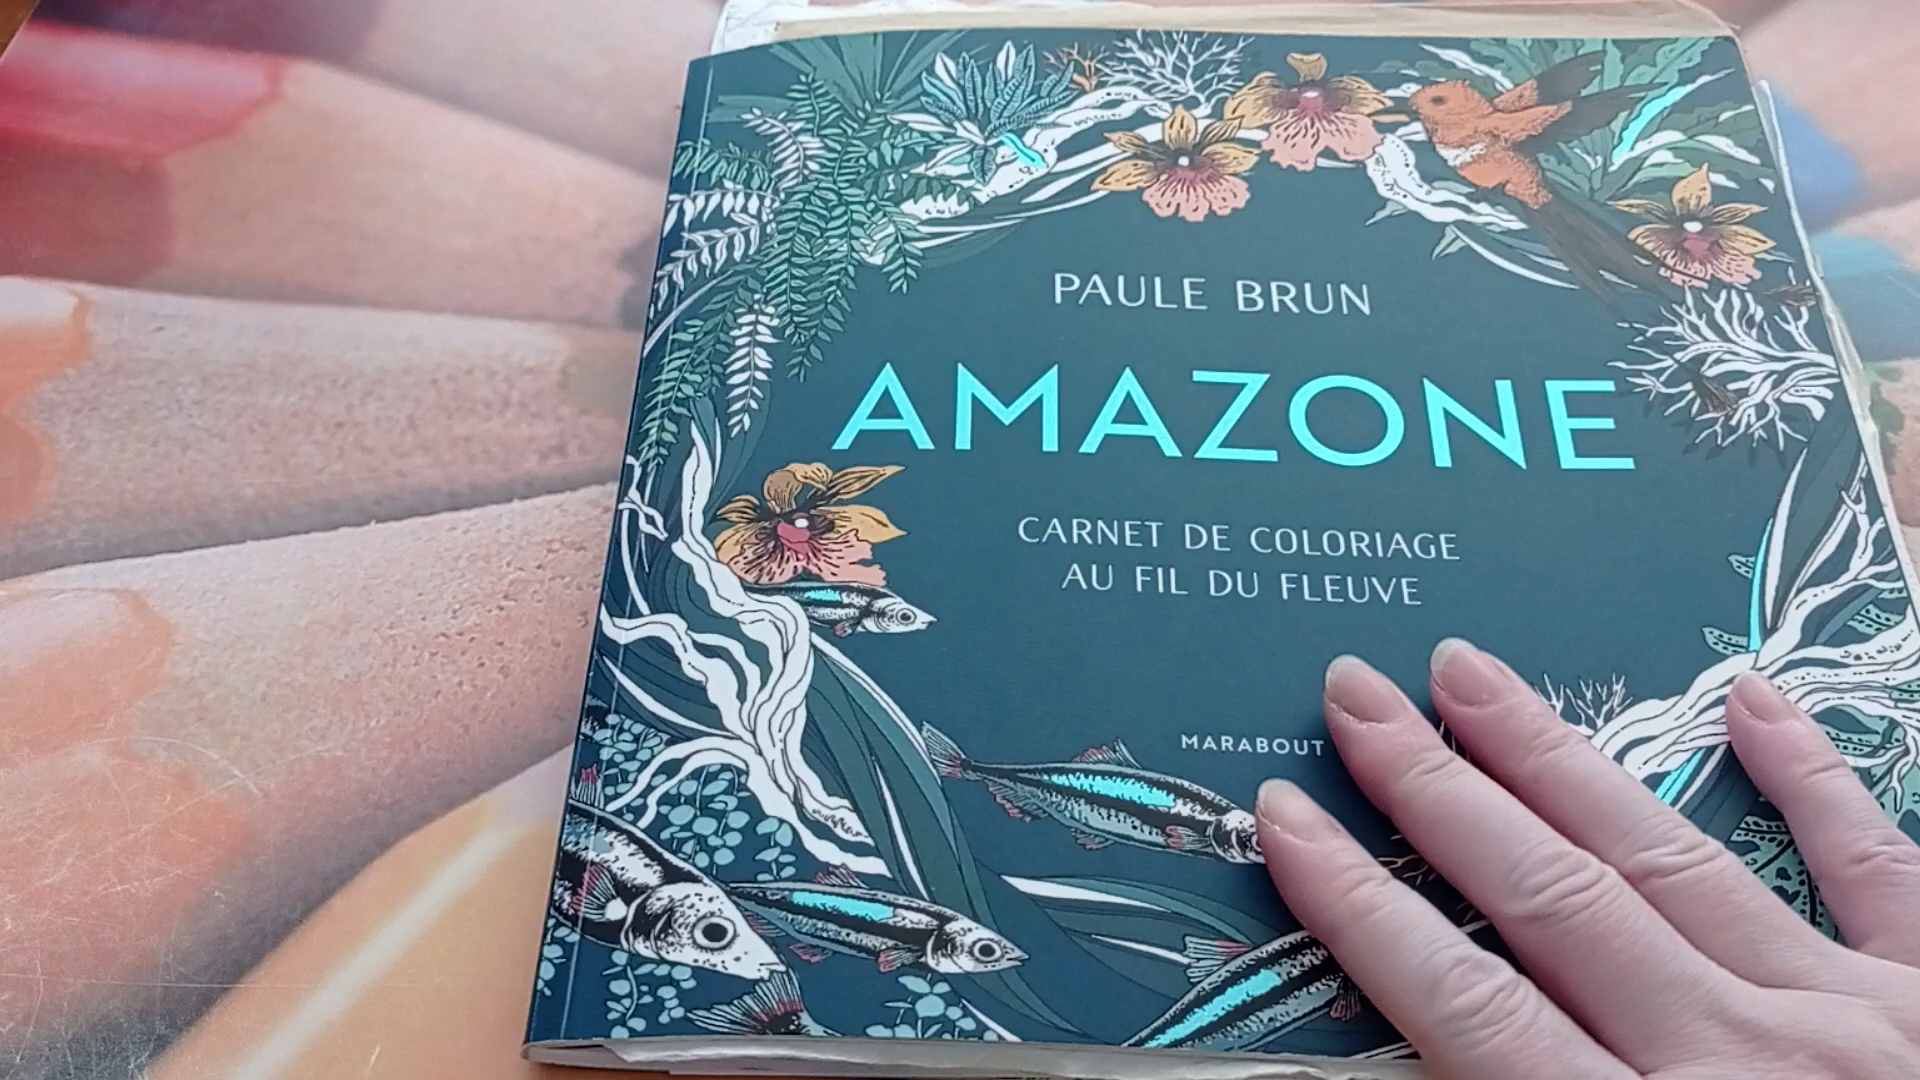 PAULE BRUN
AMAZONE
CARNET DE COLORIAGE
AU FIL DU FLEUVE
MARABOUT